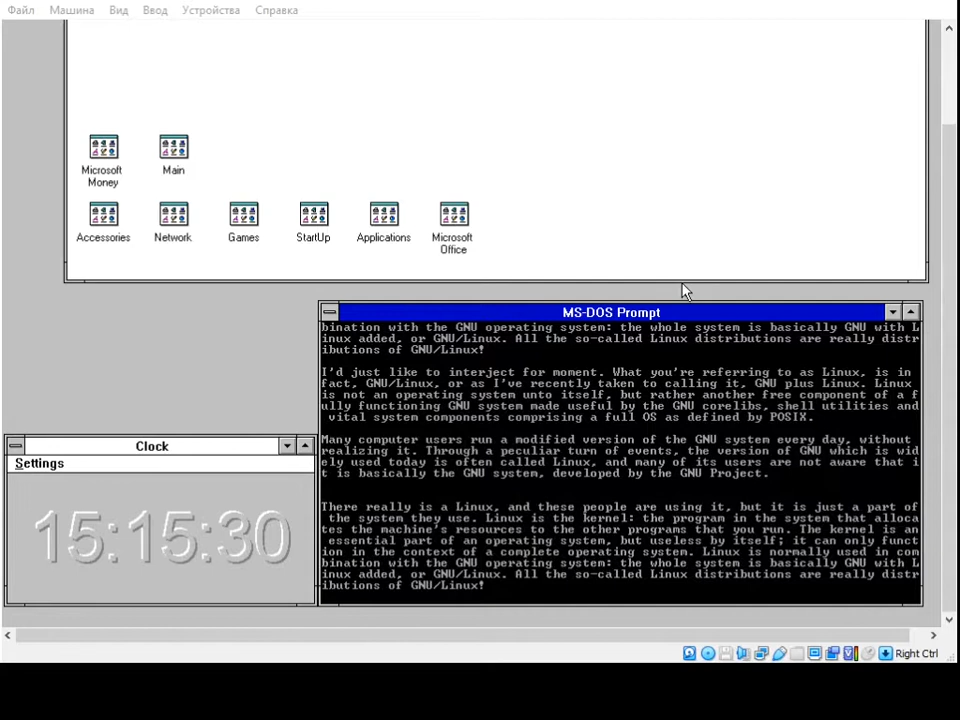 Файл Машина Вид Ввод Устройства Справка
Microsoft Money
Main
Accessories
Network
Games
StartUp
Applications
Microsoft Office
MS-DOS Prompt
bination with the GNU operating system: the whole system is basically GNU with L
inux added, or GNU/Linux. All the so-called Linux distributions are really distr
ibutions of GNU/Linux!
I'd just like to interject for moment. What you're referring to as Linux, is in
fact, GNU/Linux, or as I've recently taken to calling it, GNU plus Linux. Linux
is not an operating system unto itself, but rather another free component of a f
ully functioning GNU system made useful by the GNU corelibs, shell utilities and
vital system components comprising a full OS as defined by POSIX.
Many computer users run a modified version of the GNU system every day, without
realizing it. Through a peculiar turn of events, the version of GNU which is wid
ely used today is often called Linux, and many of its users are not aware that i
t is basically the GNU system, developed by the GNU Project.
There really is a Linux, and these people are using it, but it is just a part of
the system they use. Linux is the kernel: the program in the system that alloca
tes the machine's resources to the other programs that you run. The kernel is an
essential part of an operating system, but useless by itself; it can only funct
ion in the context of a complete operating system. Linux is normally used in com
bination with the GNU operating system: the whole system is basically GNU with L
inux added, or GNU/Linux. All the so-called Linux distributions are really distr
ibutions of GNU/Linux!
Clock
Settings
15:15:30
Right Ctrl